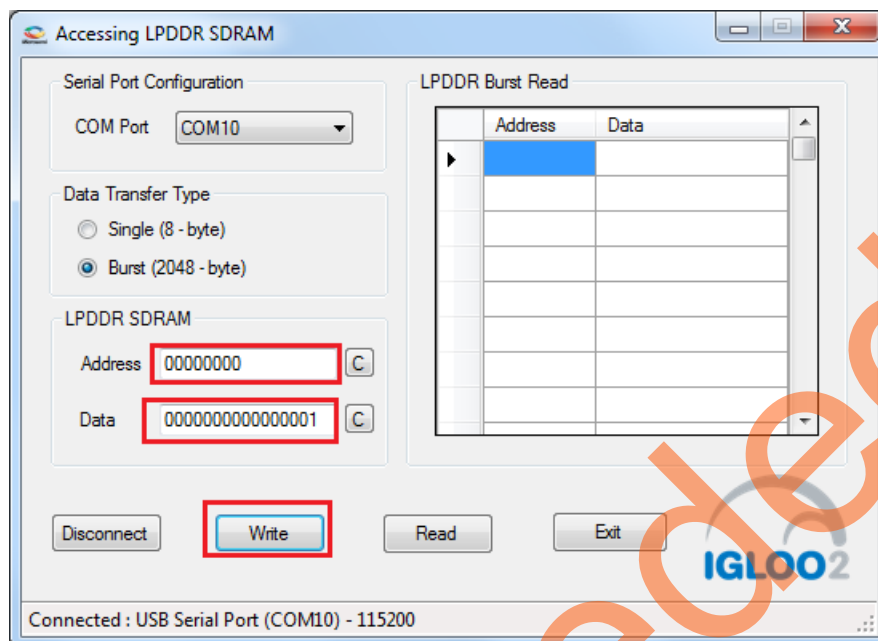 Accessing LPDDR SDRAM
Serial Port Configuration
COM Port COM10
Data Transfer Type
Single (8 - byte)
Burst (2048 - byte)
LPDDR SDRAM
Address 00000000 C
Data 0000000000000001 C
LPDDR Burst Read
Address Data
Disconnect Write Read Exit
IGLOO2
Connected : USB Serial Port (COM10) - 115200